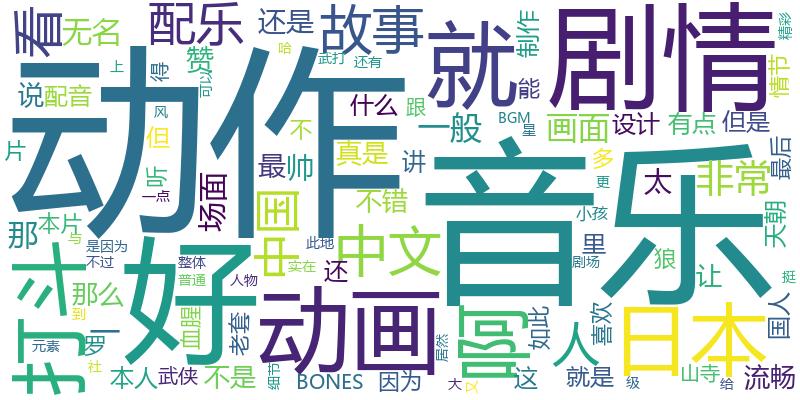 看
无名
配乐
还是
故事
制作
就
剧情
精彩
哈
武打
还有
上
得
赞
可以
情节
动作
说
配音
什么
跟
能
BGM
星
片
风
但
不
一般
画面
设计
有点
但是
听
最
帅
真是
讲
多
最后
一点
场面
音乐
太
非常
更
那
本片
中国
不错
小孩
天朝
与
是因为
不过
此地
中文
里
狼
打斗
好
整体
还
实在
剧场
让
挺
那么
普通
人物
动画
啊
如此
喜欢
日本
国人
到
一
罗
血腥
老套
人
元素
居然
社
本人
武侠
不是
细节
BONES
因为
大
又
这
就是
级
山寺
给
流畅